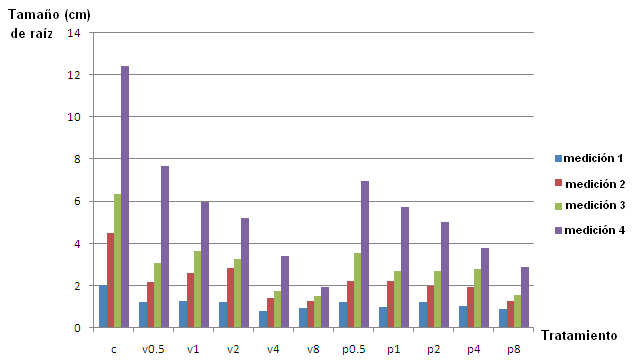 Tamaño (cm)
de raíz
14
12
10
8
6
4
2
0
c v0.5 v1 v2 v4 v8 p0.5 p1 p2 p4 p8
Tratamiento
medición 1
medición 2
medición 3
medición 4